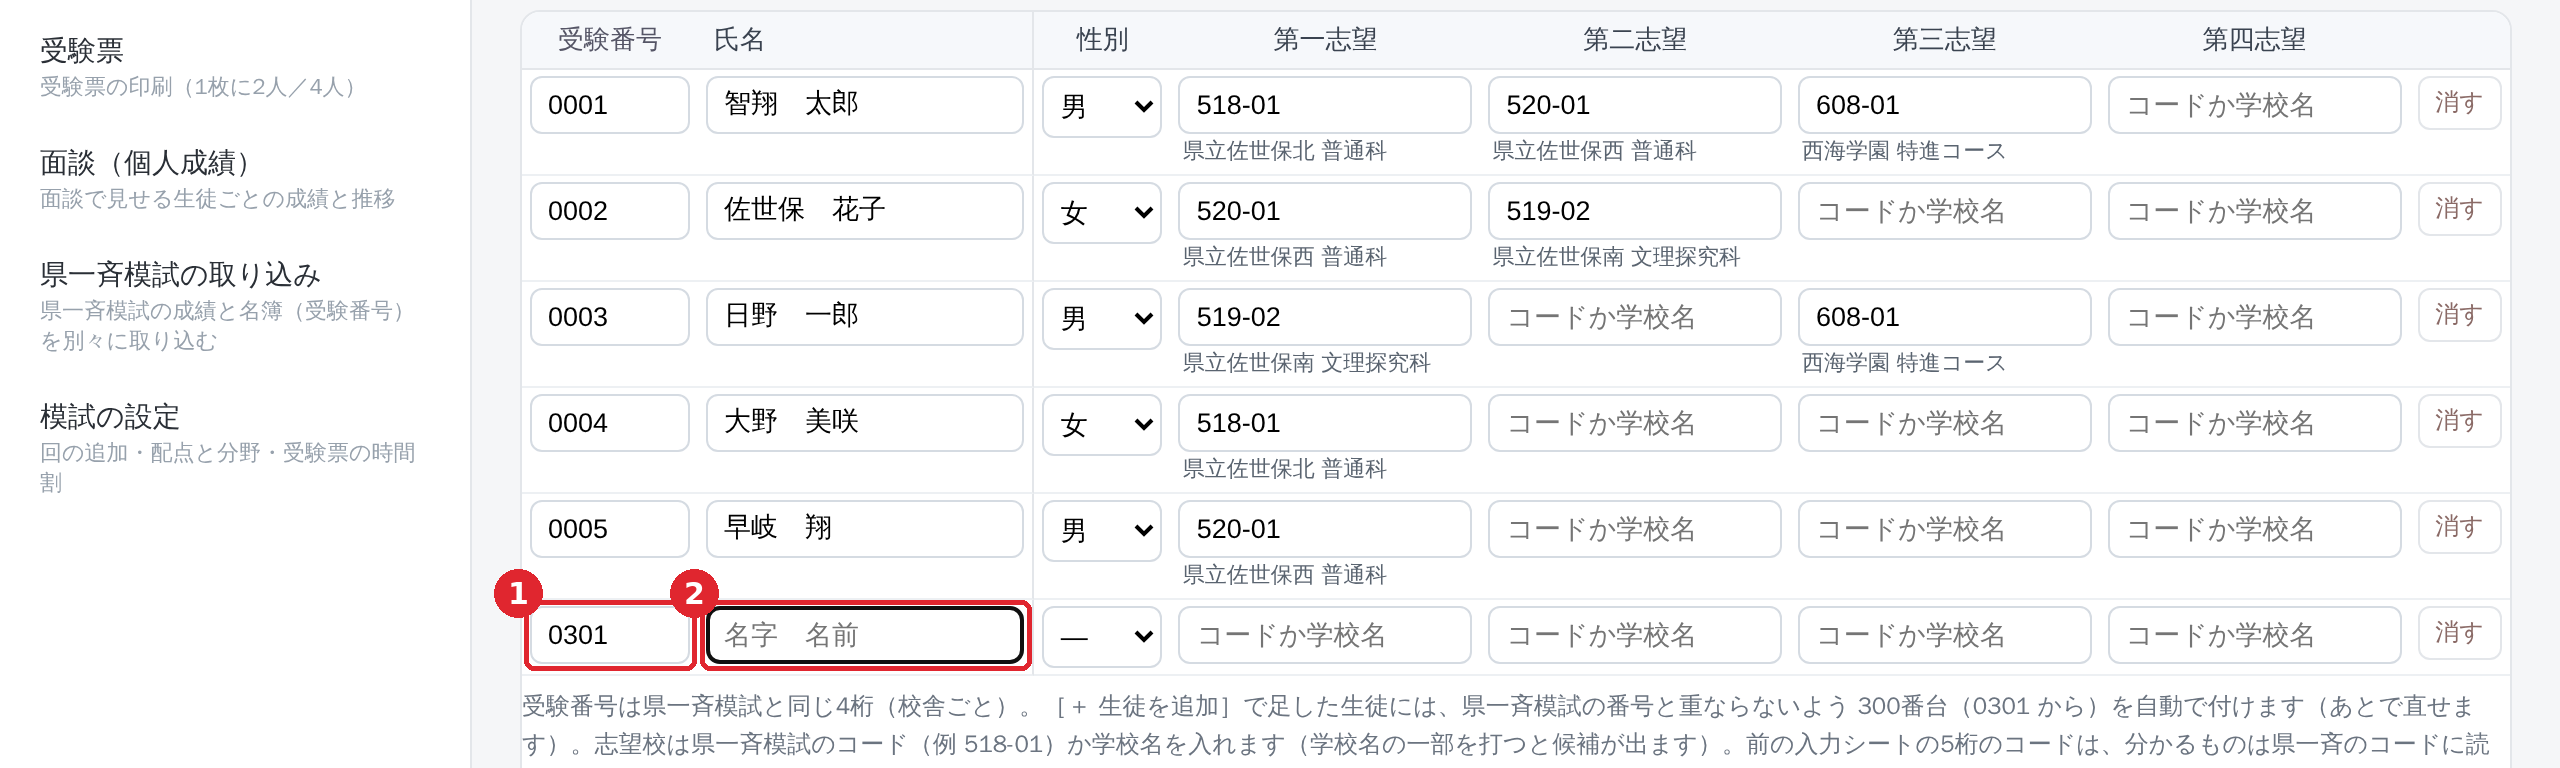 受験票
受験票の印刷（1枚に2人／4人）
面談（個人成績）
面談で見せる生徒ごとの成績と推移
県一斉模試の取り込み
県一斉模試の成績と名簿（受験番号）
を別々に取り込む
模試の設定
回の追加・配点と分野・受験票の時間
割
受験番号 氏名 性別 第一志望 第二志望 第三志望 第四志望
0001 智翔　太郎 男 518-01 520-01 608-01 コードか学校名 消す
県立佐世保北 普通科 県立佐世保西 普通科 西海学園 特進コース
0002 佐世保　花子 女 520-01 519-02 コードか学校名 コードか学校名 消す
県立佐世保西 普通科 県立佐世保南 文理探究科
0003 日野　一郎 男 519-02 コードか学校名 608-01 コードか学校名 消す
県立佐世保南 文理探究科 西海学園 特進コース
0004 大野　美咲 女 518-01 コードか学校名 コードか学校名 コードか学校名 消す
県立佐世保北 普通科
0005 早岐　翔 男 520-01 コードか学校名 コードか学校名 コードか学校名 消す
県立佐世保西 普通科
1 2
0301 名字　名前 — コードか学校名 コードか学校名 コードか学校名 コードか学校名 消す
受験番号は県一斉模試と同じ4桁（校舎ごと）。［＋ 生徒を追加］で足した生徒には、県一斉模試の番号と重ならないよう 300番台（0301 から）を自動で付けます（あとで直せま
す）。志望校は県一斉模試のコード（例 518-01）か学校名を入れます（学校名の一部を打つと候補が出ます）。前の入力シートの5桁のコードは、分かるものは県一斉のコードに読